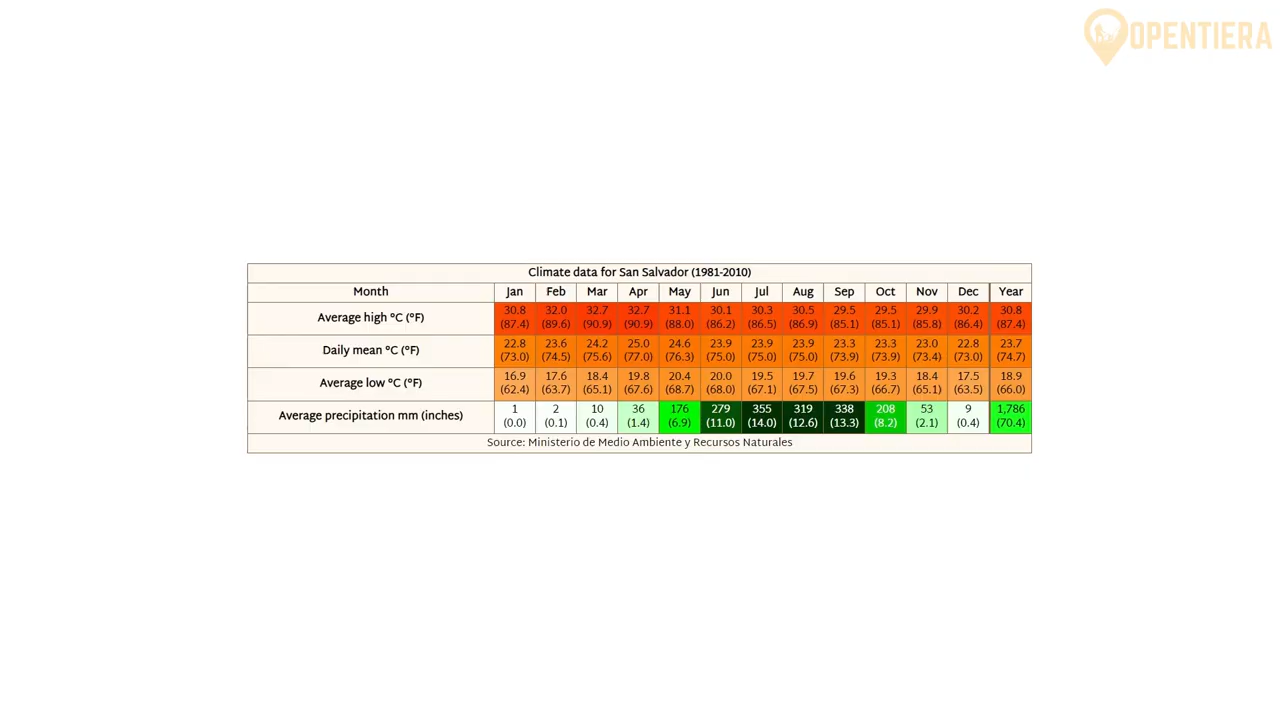 OPENTIERA
Climate data for San Salvador (1981-2010)
Month Jan Feb Mar Apr May Jun Jul Aug Sep Oct Nov Dec Year
Average high °C (°F) 30.8 (87.4) 32.0 (89.6) 32.7 (90.9) 32.7 (90.9) 31.1 (88.0) 30.1 (86.2) 30.3 (86.5) 30.5 (86.9) 29.5 (85.1) 29.5 (85.1) 29.9 (85.8) 30.2 (86.4) 30.8 (87.4)
Daily mean °C (°F) 22.8 (73.0) 23.6 (74.5) 24.2 (75.6) 25.0 (77.0) 24.6 (76.3) 23.9 (75.0) 23.9 (75.0) 23.9 (75.0) 23.3 (73.9) 23.3 (73.9) 23.0 (73.4) 22.8 (73.0) 23.7 (74.7)
Average low °C (°F) 16.9 (62.4) 17.6 (63.7) 18.4 (65.1) 19.8 (67.6) 20.4 (68.7) 20.0 (68.0) 19.5 (67.1) 19.7 (67.5) 19.6 (67.3) 19.3 (66.7) 18.4 (65.1) 17.5 (63.5) 18.9 (66.0)
Average precipitation mm (inches) 1 (0.0) 2 (0.1) 10 (0.4) 36 (1.4) 176 (6.9) 279 (11.0) 355 (14.0) 319 (12.6) 338 (13.3) 208 (8.2) 53 (2.1) 9 (0.4) 1,786 (70.4)
Source: Ministerio de Medio Ambiente y Recursos Naturales